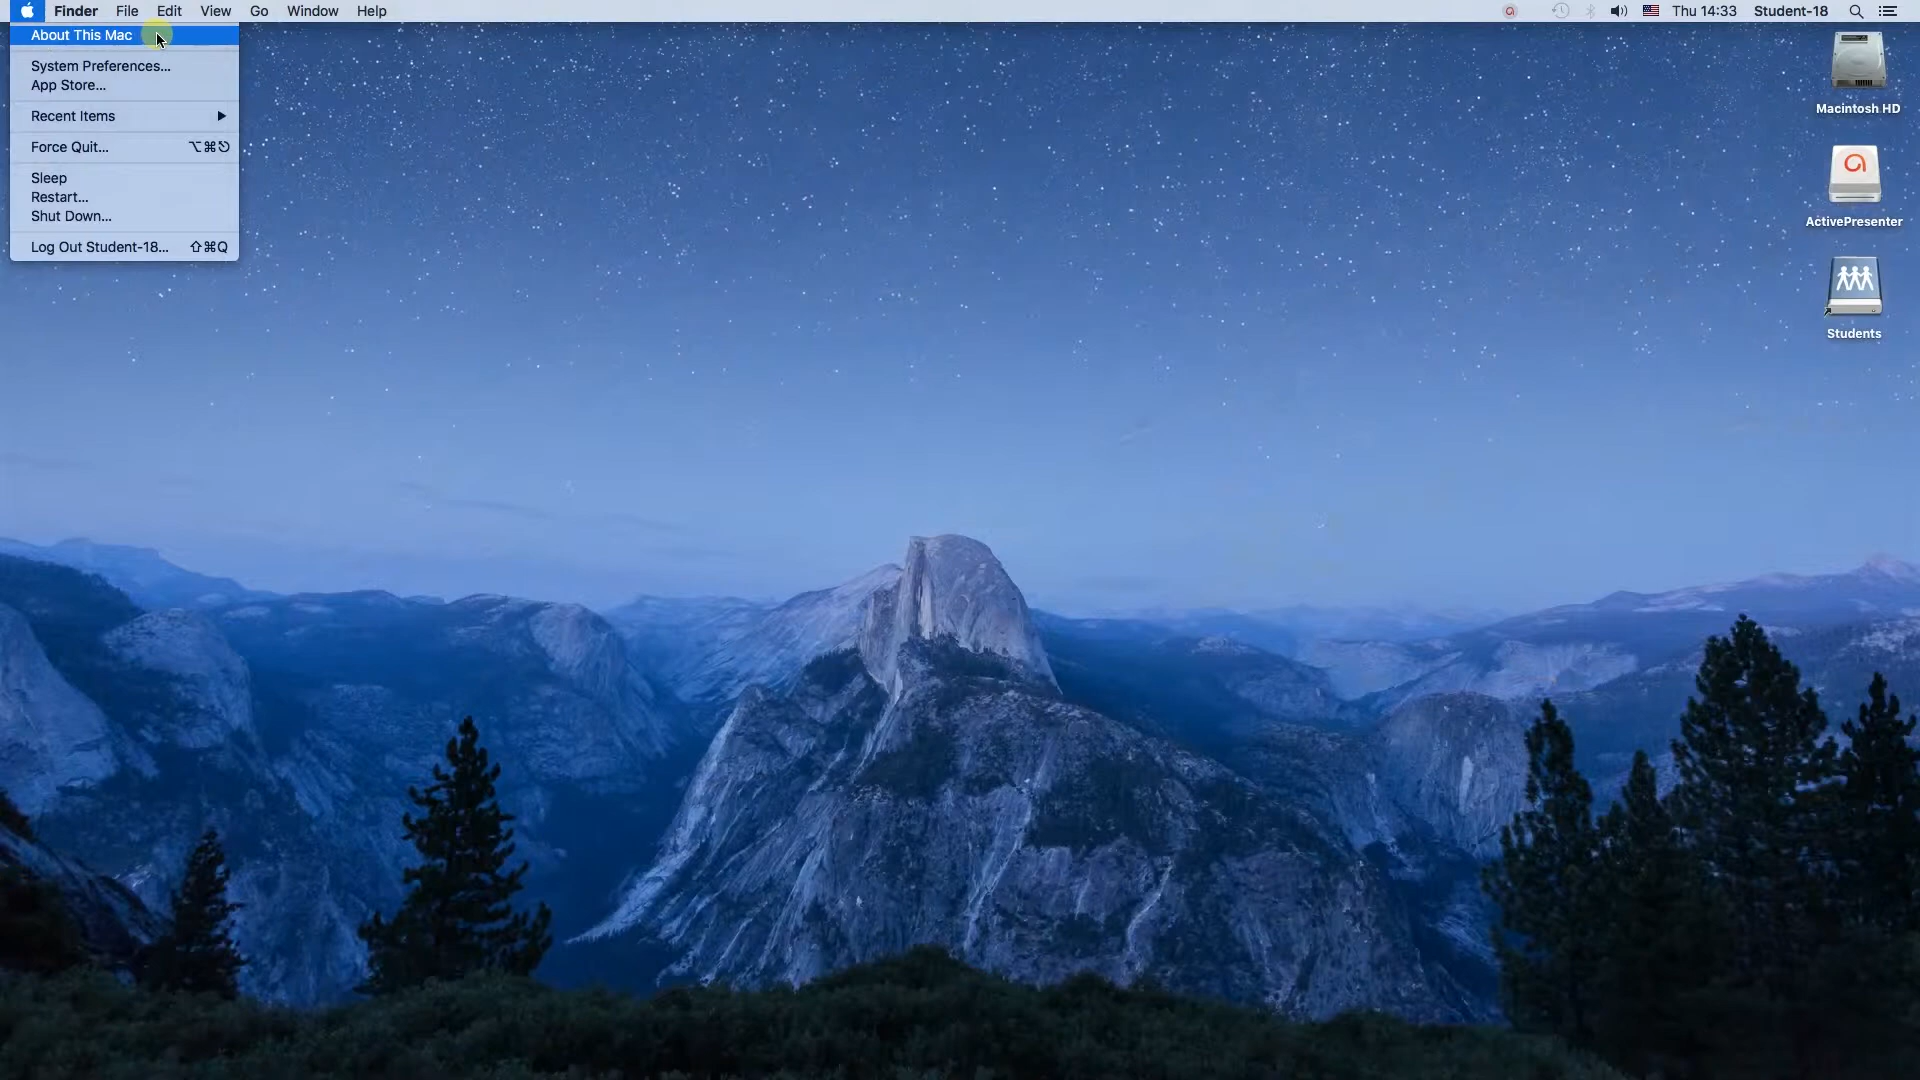 Finder File Edit View Go Window Help Thu 14:33 Student-18
About This Mac
System Preferences...
App Store...
Recent Items
Force Quit... ⌥⌘⎋
Sleep
Restart...
Shut Down...
Log Out Student-18... ⇧⌘Q
Macintosh HD
ActivePresenter
Students